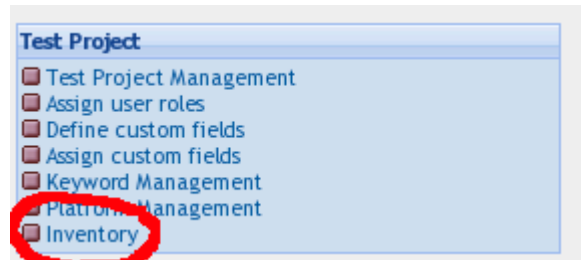 Test Project
Test Project Management
Assign user roles
Define custom fields
Assign custom fields
Keyword Management
Platform Management
Inventory